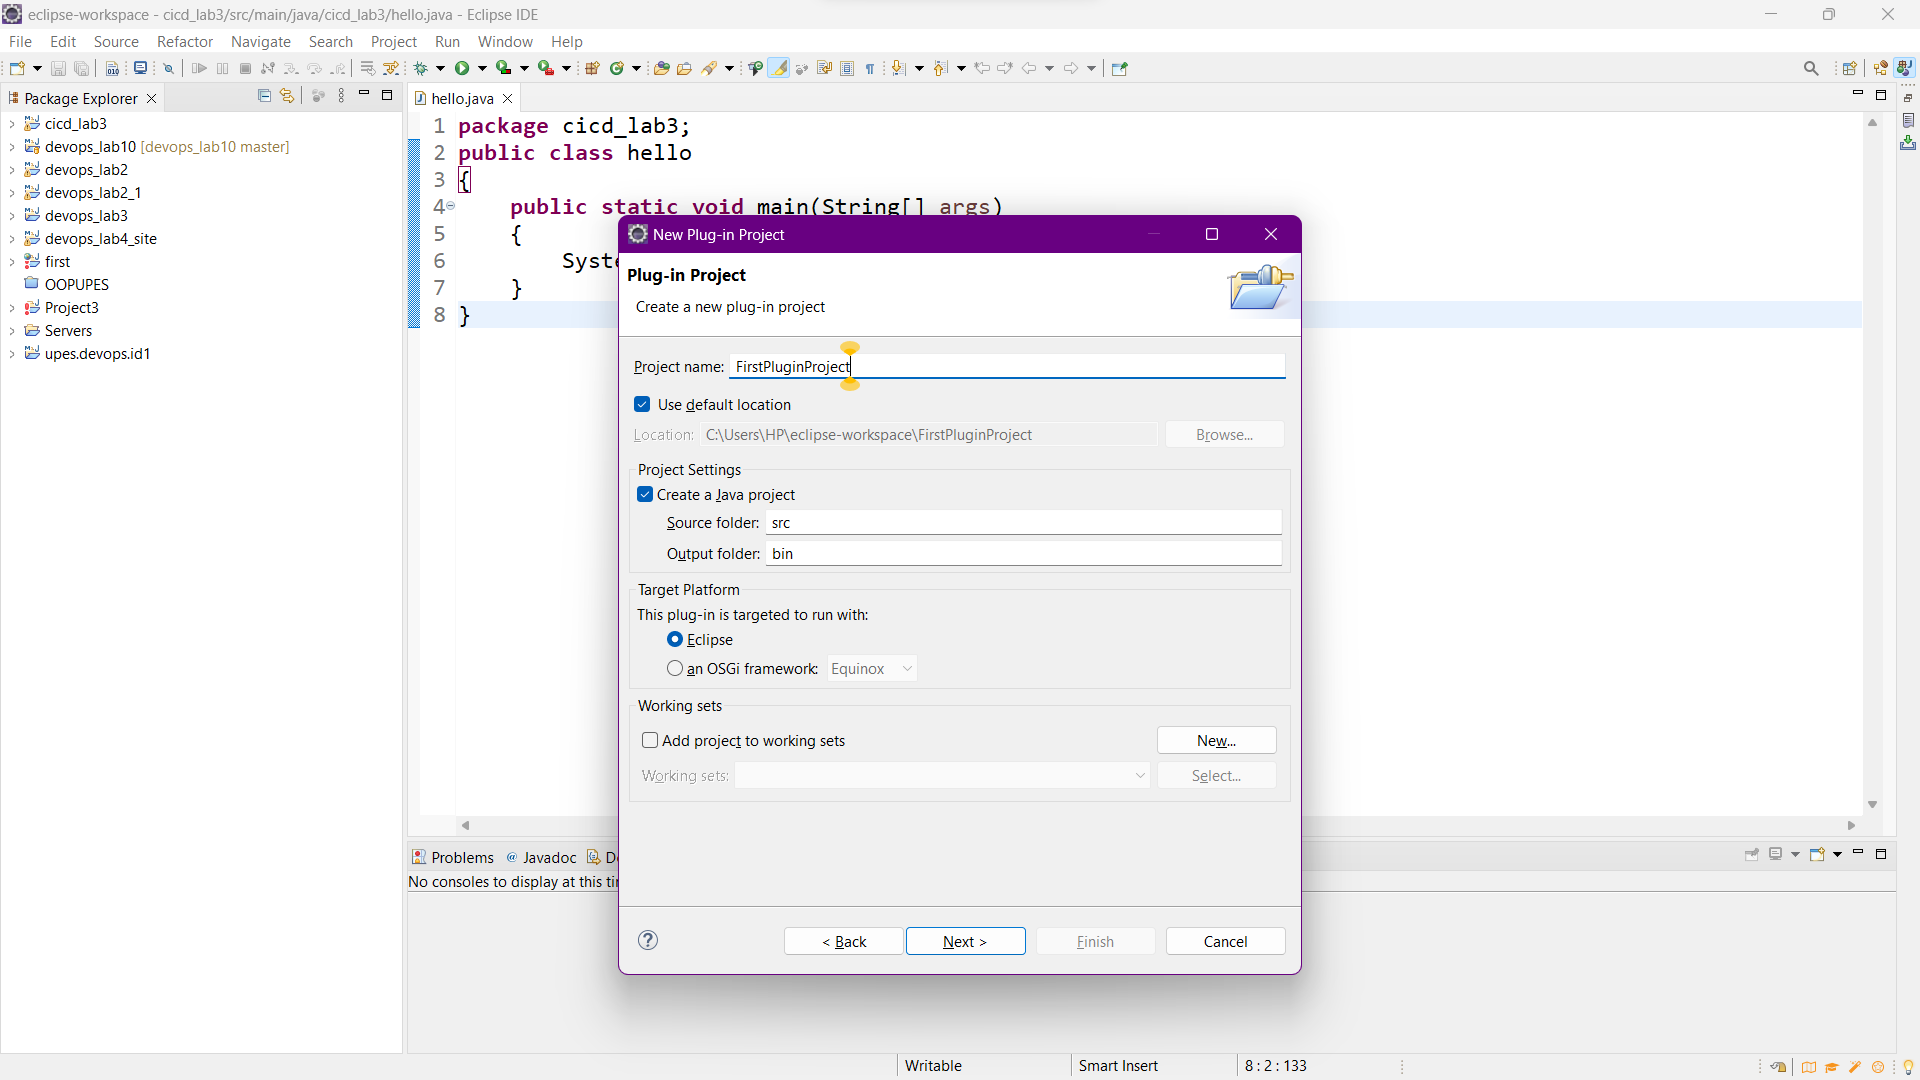 eclipse-workspace - cicd_lab3/src/main/java/cicd_lab3/hello.java - Eclipse IDE
File Edit Source Refactor Navigate Search Project Run Window Help
Package Explorer
cicd_lab3
devops_lab10 [devops_lab10 master]
devops_lab2
devops_lab2_1
devops_lab3
devops_lab4_site
first
OOPUPES
Project3
Servers
upes.devops.id1
hello.java
1 package cicd_lab3;
2 public class hello
3 {
4 public static void main(String[] args)
5 {
6 Syste
7 }
8 }
New Plug-in Project
Plug-in Project
Create a new plug-in project
Project name: FirstPluginProject
Use default location
Location: C:\Users\HP\eclipse-workspace\FirstPluginProject Browse...
Project Settings
Create a Java project
Source folder: src
Output folder: bin
Target Platform
This plug-in is targeted to run with:
Eclipse
an OSGi framework: Equinox
Working sets
Add project to working sets New...
Working sets: Select...
? < Back Next > Finish Cancel
Problems @ Javadoc
No consoles to display at this
Writable Smart Insert 8 : 2 : 133